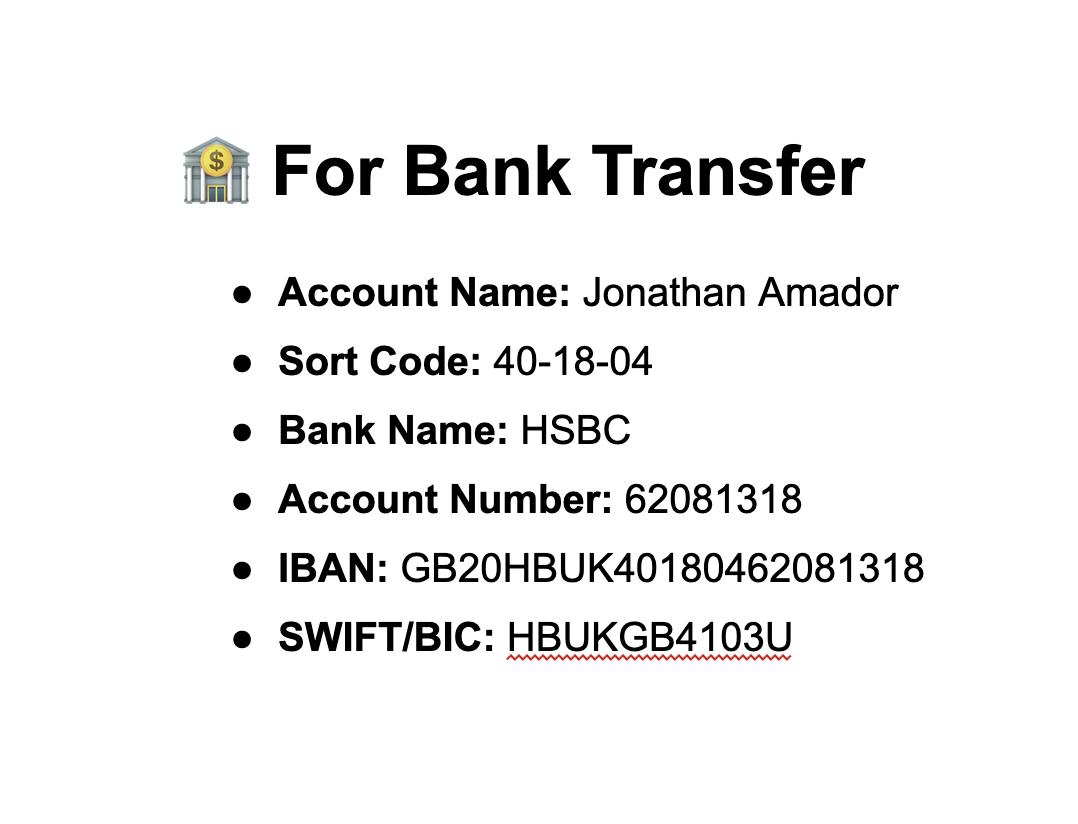 For Bank Transfer
● Account Name: Jonathan Amador
● Sort Code: 40-18-04
● Bank Name: HSBC
● Account Number: 62081318
● IBAN: GB20HBUK40180462081318
● SWIFT/BIC: HBUKGB4103U